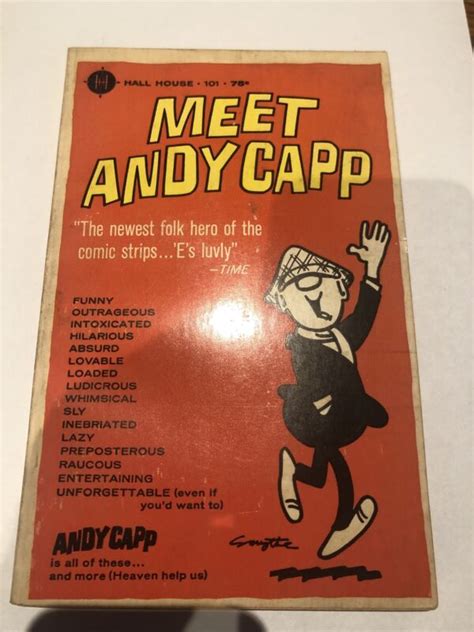 HALL HOUSE · 101 · 75¢
MEET
ANDY CAPP
"The newest folk hero of the
comic strips...'E's luvly"
—TIME
FUNNY
OUTRAGEOUS
INTOXICATED
HILARIOUS
ABSURD
LOVABLE
LOADED
LUDICROUS
WHIMSICAL
SLY
INEBRIATED
LAZY
PREPOSTEROUS
RAUCOUS
ENTERTAINING
UNFORGETTABLE (even if
you'd want to)
ANDY CAPP
is all of these...
and more (Heaven help us)
Smythe